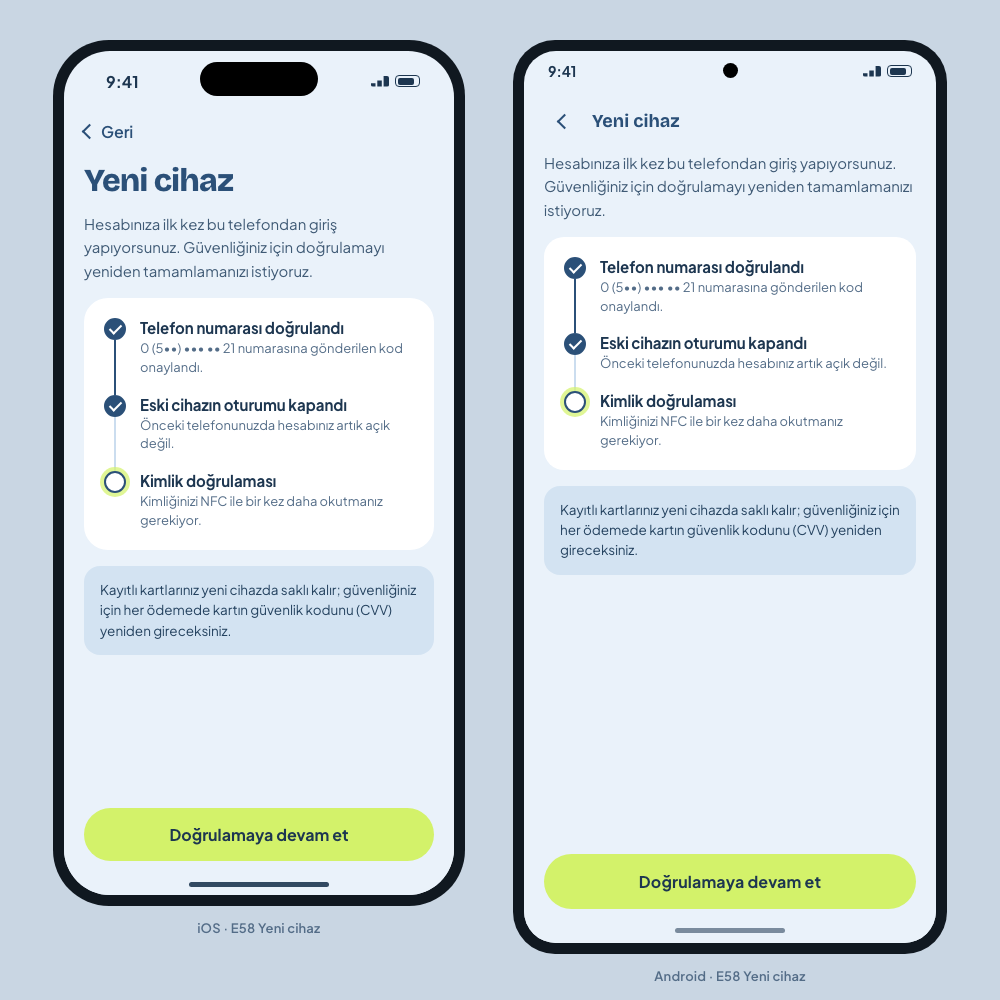 9:41
Geri
Yeni cihaz
Hesabınıza ilk kez bu telefondan giriş
yapıyorsunuz. Güvenliğiniz için doğrulamayı
yeniden tamamlamanızı istiyoruz.
Telefon numarası doğrulandı
0 (5••) ••• •• 21 numarasına gönderilen kod
onaylandı.
Eski cihazın oturumu kapandı
Önceki telefonunuzda hesabınız artık açık
değil.
Kimlik doğrulaması
Kimliğinizi NFC ile bir kez daha okutmanız
gerekiyor.
Kayıtlı kartlarınız yeni cihazda saklı kalır; güvenliğiniz
için her ödemede kartın güvenlik kodunu (CVV)
yeniden gireceksiniz.
Doğrulamaya devam et
iOS · E58 Yeni cihaz
9:41
Yeni cihaz
Hesabınıza ilk kez bu telefondan giriş yapıyorsunuz.
Güvenliğiniz için doğrulamayı yeniden tamamlamanızı
istiyoruz.
Telefon numarası doğrulandı
0 (5••) ••• •• 21 numarasına gönderilen kod
onaylandı.
Eski cihazın oturumu kapandı
Önceki telefonunuzda hesabınız artık açık değil.
Kimlik doğrulaması
Kimliğinizi NFC ile bir kez daha okutmanız
gerekiyor.
Kayıtlı kartlarınız yeni cihazda saklı kalır; güvenliğiniz için
her ödemede kartın güvenlik kodunu (CVV) yeniden
gireceksiniz.
Doğrulamaya devam et
Android · E58 Yeni cihaz